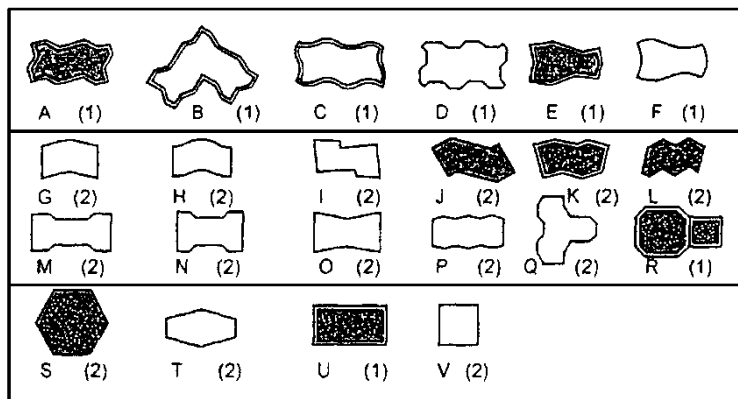 A (1) B (1) C (1) D (1) E (1) F (1)
G (2) H (2) I (2) J (2) K (2) L (2)
M (2) N (2) O (2) P (2) Q (2) R (1)
S (2) T (2) U (1) V (2)